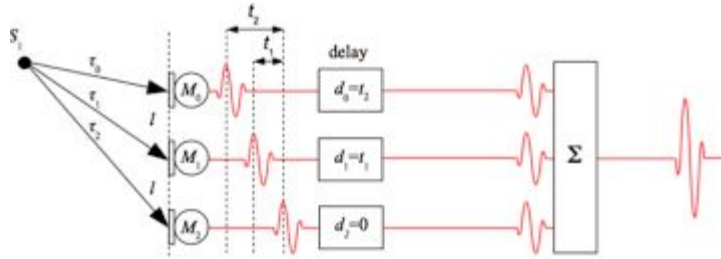 t₂
S₁
t₁
delay
τ₀
M₀
d₀=t₂
τ₁
l
τ₂
M₁
d₁=t₁
Σ
l
M₂
d₂=0